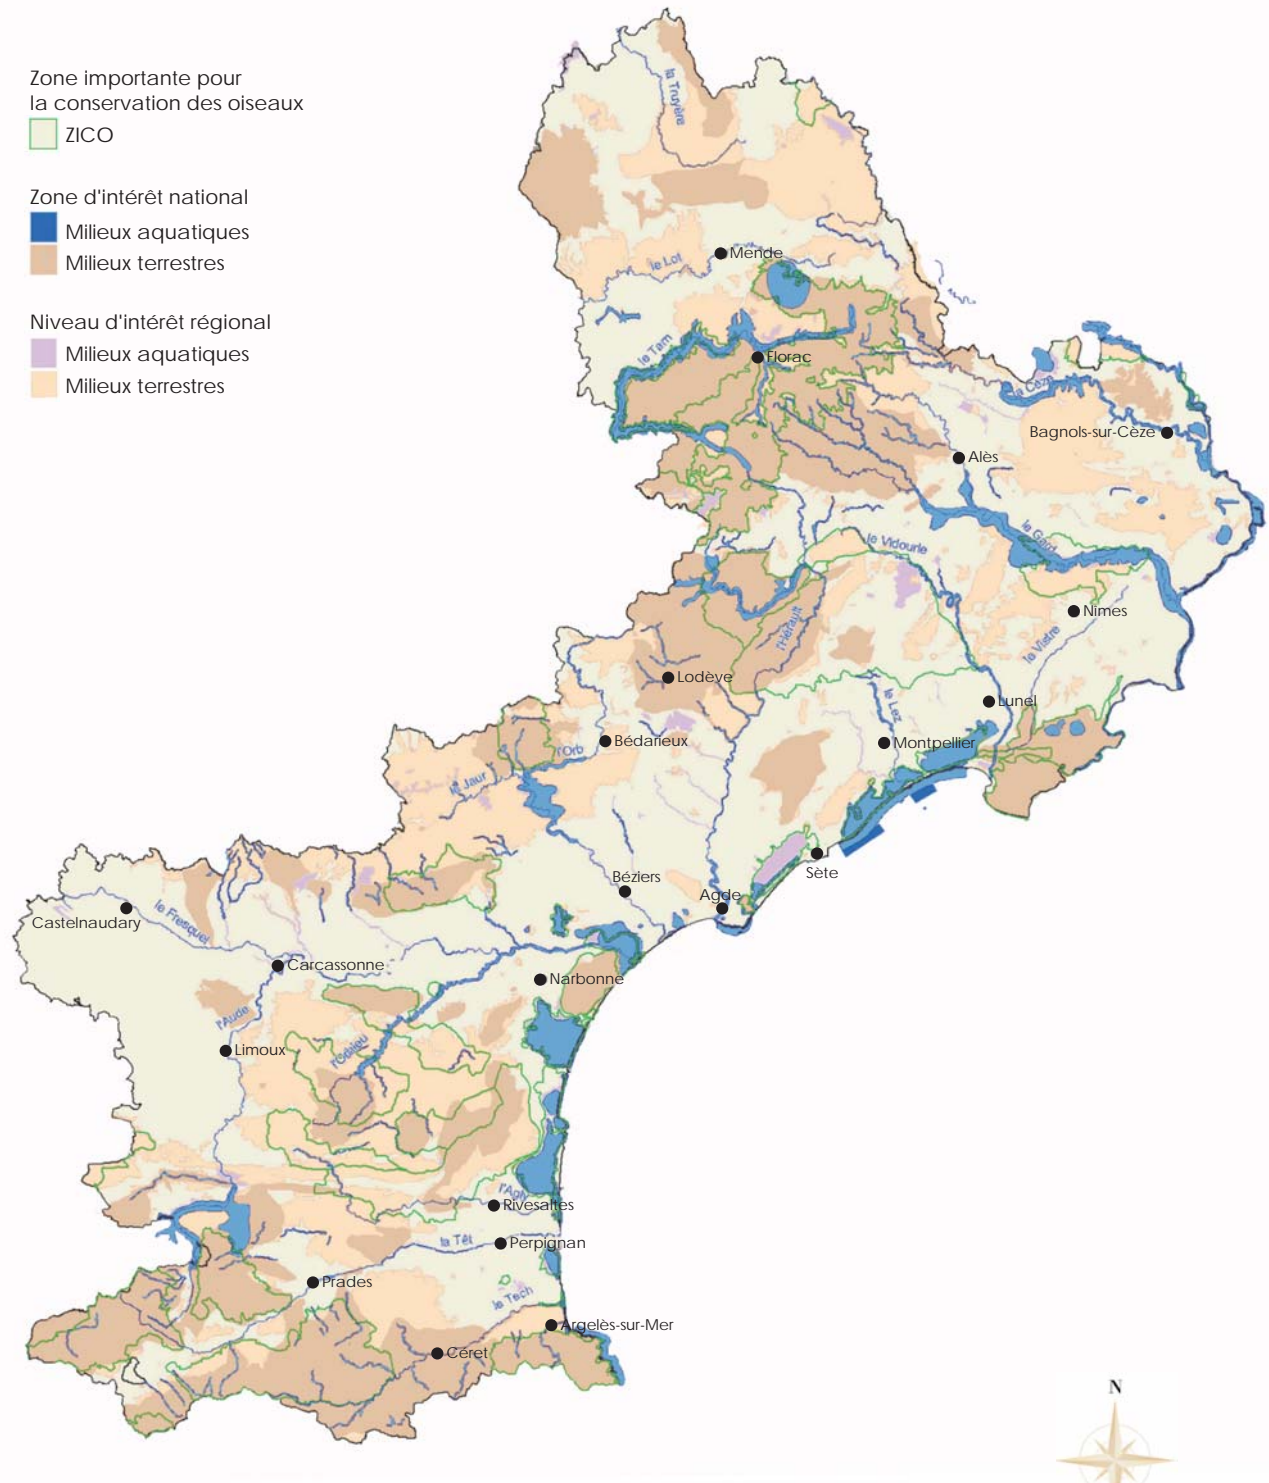 Zone importante pour
la conservation des oiseaux
ZICO
Zone d'intérêt national
Milieux aquatiques
Milieux terrestres
Niveau d'intérêt régional
Milieux aquatiques
Milieux terrestres
la Truyère
Mende
le Lot
le Tarn
Florac
la Cèze
Bagnols-sur-Cèze
Alès
le Gard
le Vidourle
Nimes
l'Hérault
le Vistre
Lodève
Lunel
le Lez
Bédarieux
Montpellier
l'Orb
le Jaur
Sète
Béziers
Agde
Castelnaudary
le Fresquel
Carcassonne
Narbonne
l'Aude
Limoux
l'Orbieu
l'Agly
Rivesaltes
la Têt
Perpignan
Prades
le Tech
Argelès-sur-Mer
Céret
N